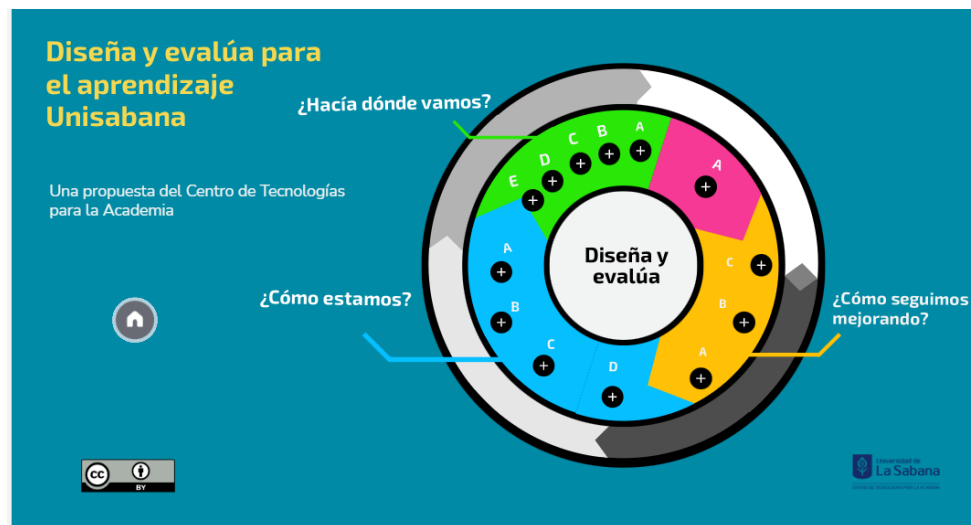 Diseña y evalúa para
el aprendizaje
Unisabana
Una propuesta del Centro de Tecnologías
para la Academia
¿Hacía dónde vamos?
E
D
C
B
A
A
¿Cómo estamos?
A
B
C
D
Diseña y
evalúa
C
B
A
¿Cómo seguimos
mejorando?
cc
BY
Universidad de
La Sabana